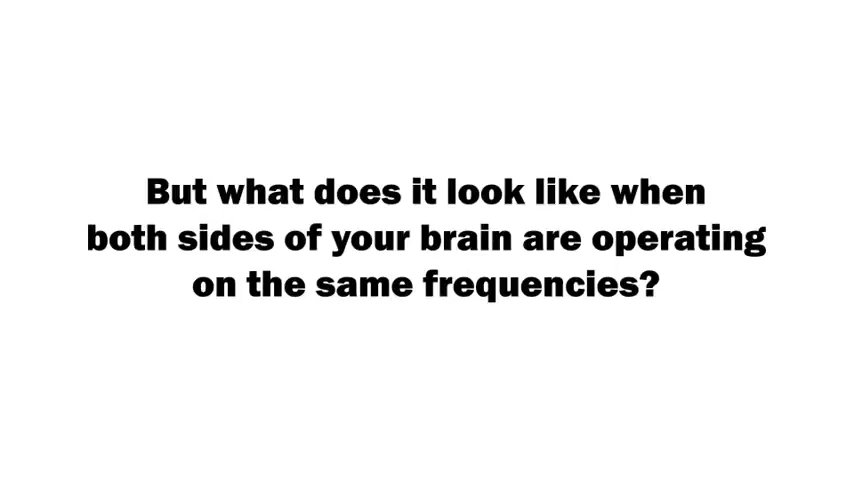 But what does it look like when
both sides of your brain are operating
on the same frequencies?